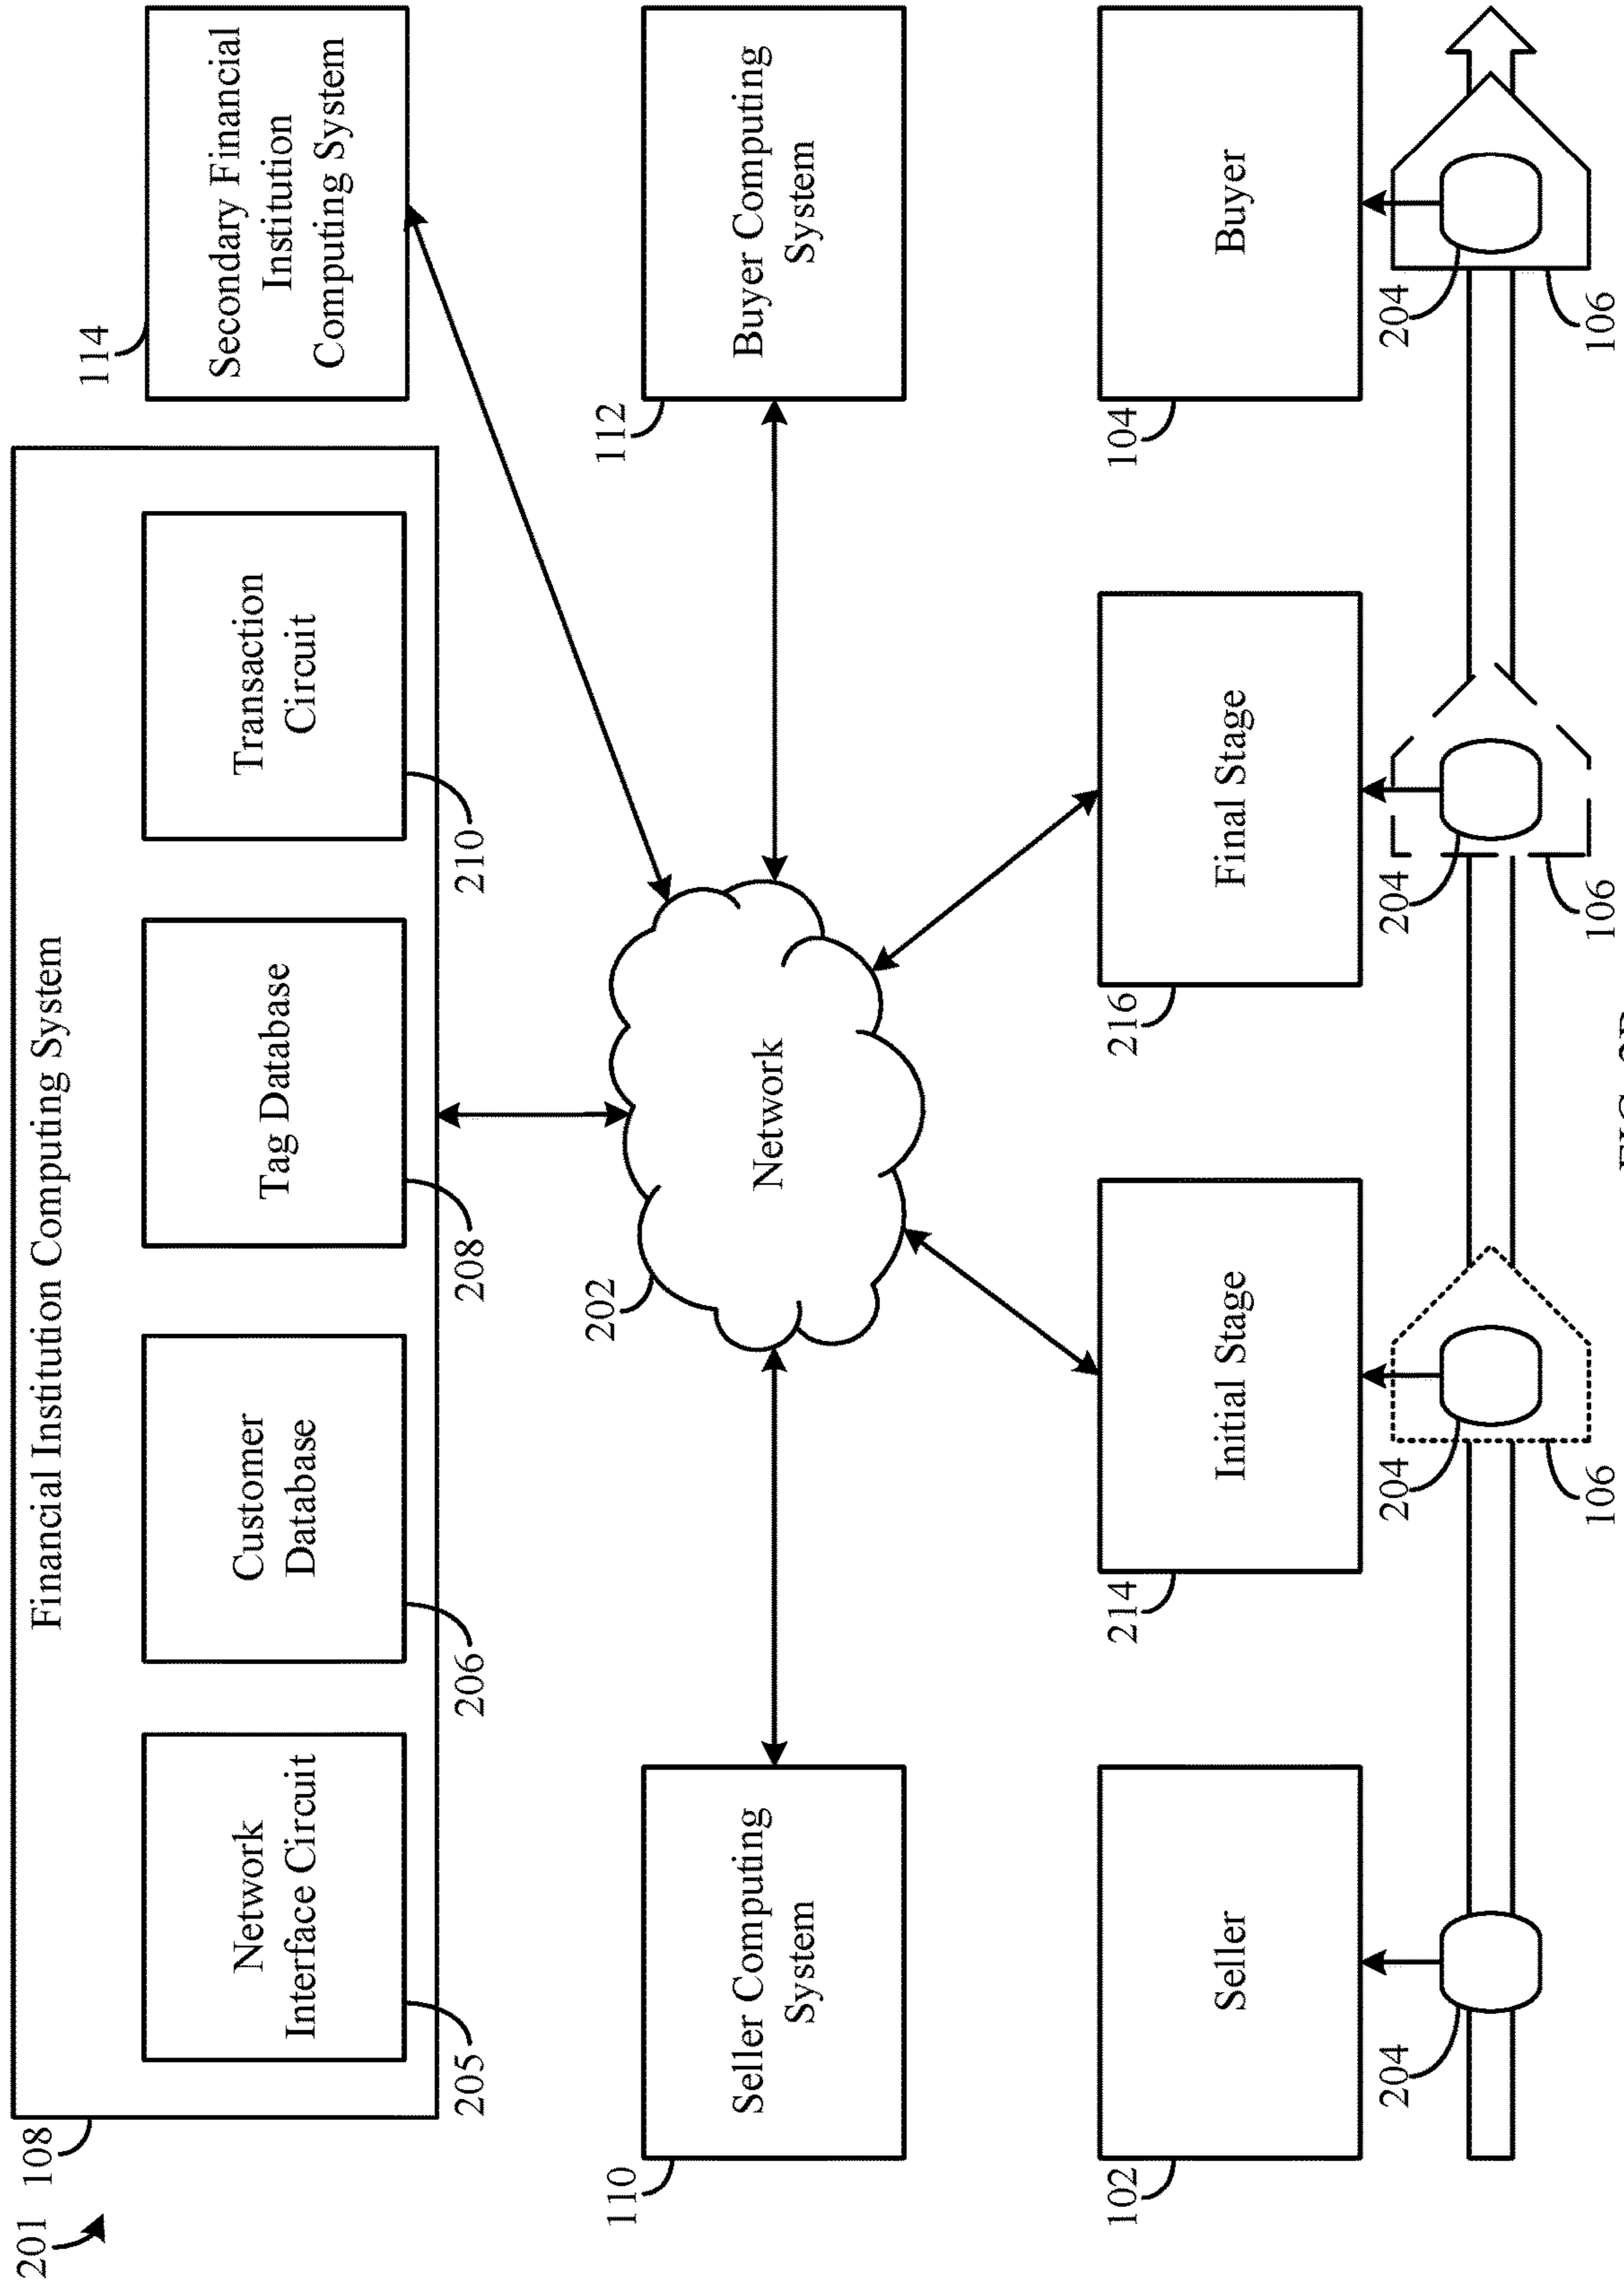 201
108
Financial Institution Computing System
Network
Interface Circuit
205
Customer
Database
206
Tag Database
208
Transaction
Circuit
210
114
Secondary Financial
Institution
Computing System
110
Seller Computing
System
202
Network
112
Buyer Computing
System
102
Seller
214
Initial Stage
216
Final Stage
104
Buyer
204
204
204
204
106
106
106